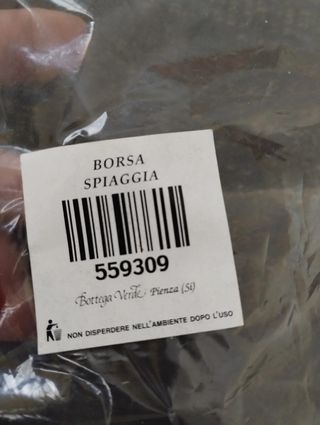 BORSA
SPIAGGIA
559309
Bottega Verde Pienza (Si)
NON DISPERDERE NELL'AMBIENTE DOPO L'USO